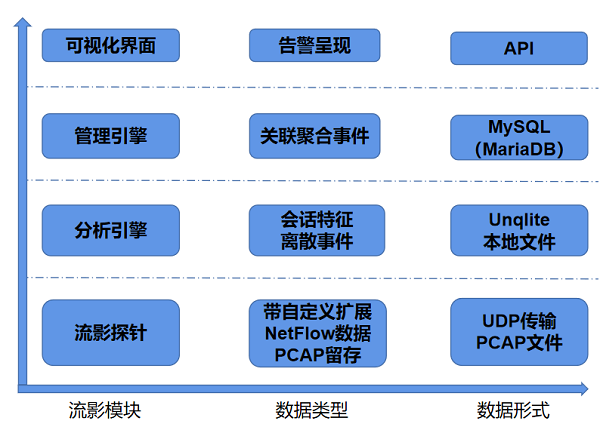 可视化界面
告警呈现
API
管理引擎
关联聚合事件
MySQL
（MariaDB）
分析引擎
会话特征
离散事件
Unqlite
本地文件
流影探针
带自定义扩展
NetFlow数据
PCAP留存
UDP传输
PCAP文件
流影模块
数据类型
数据形式